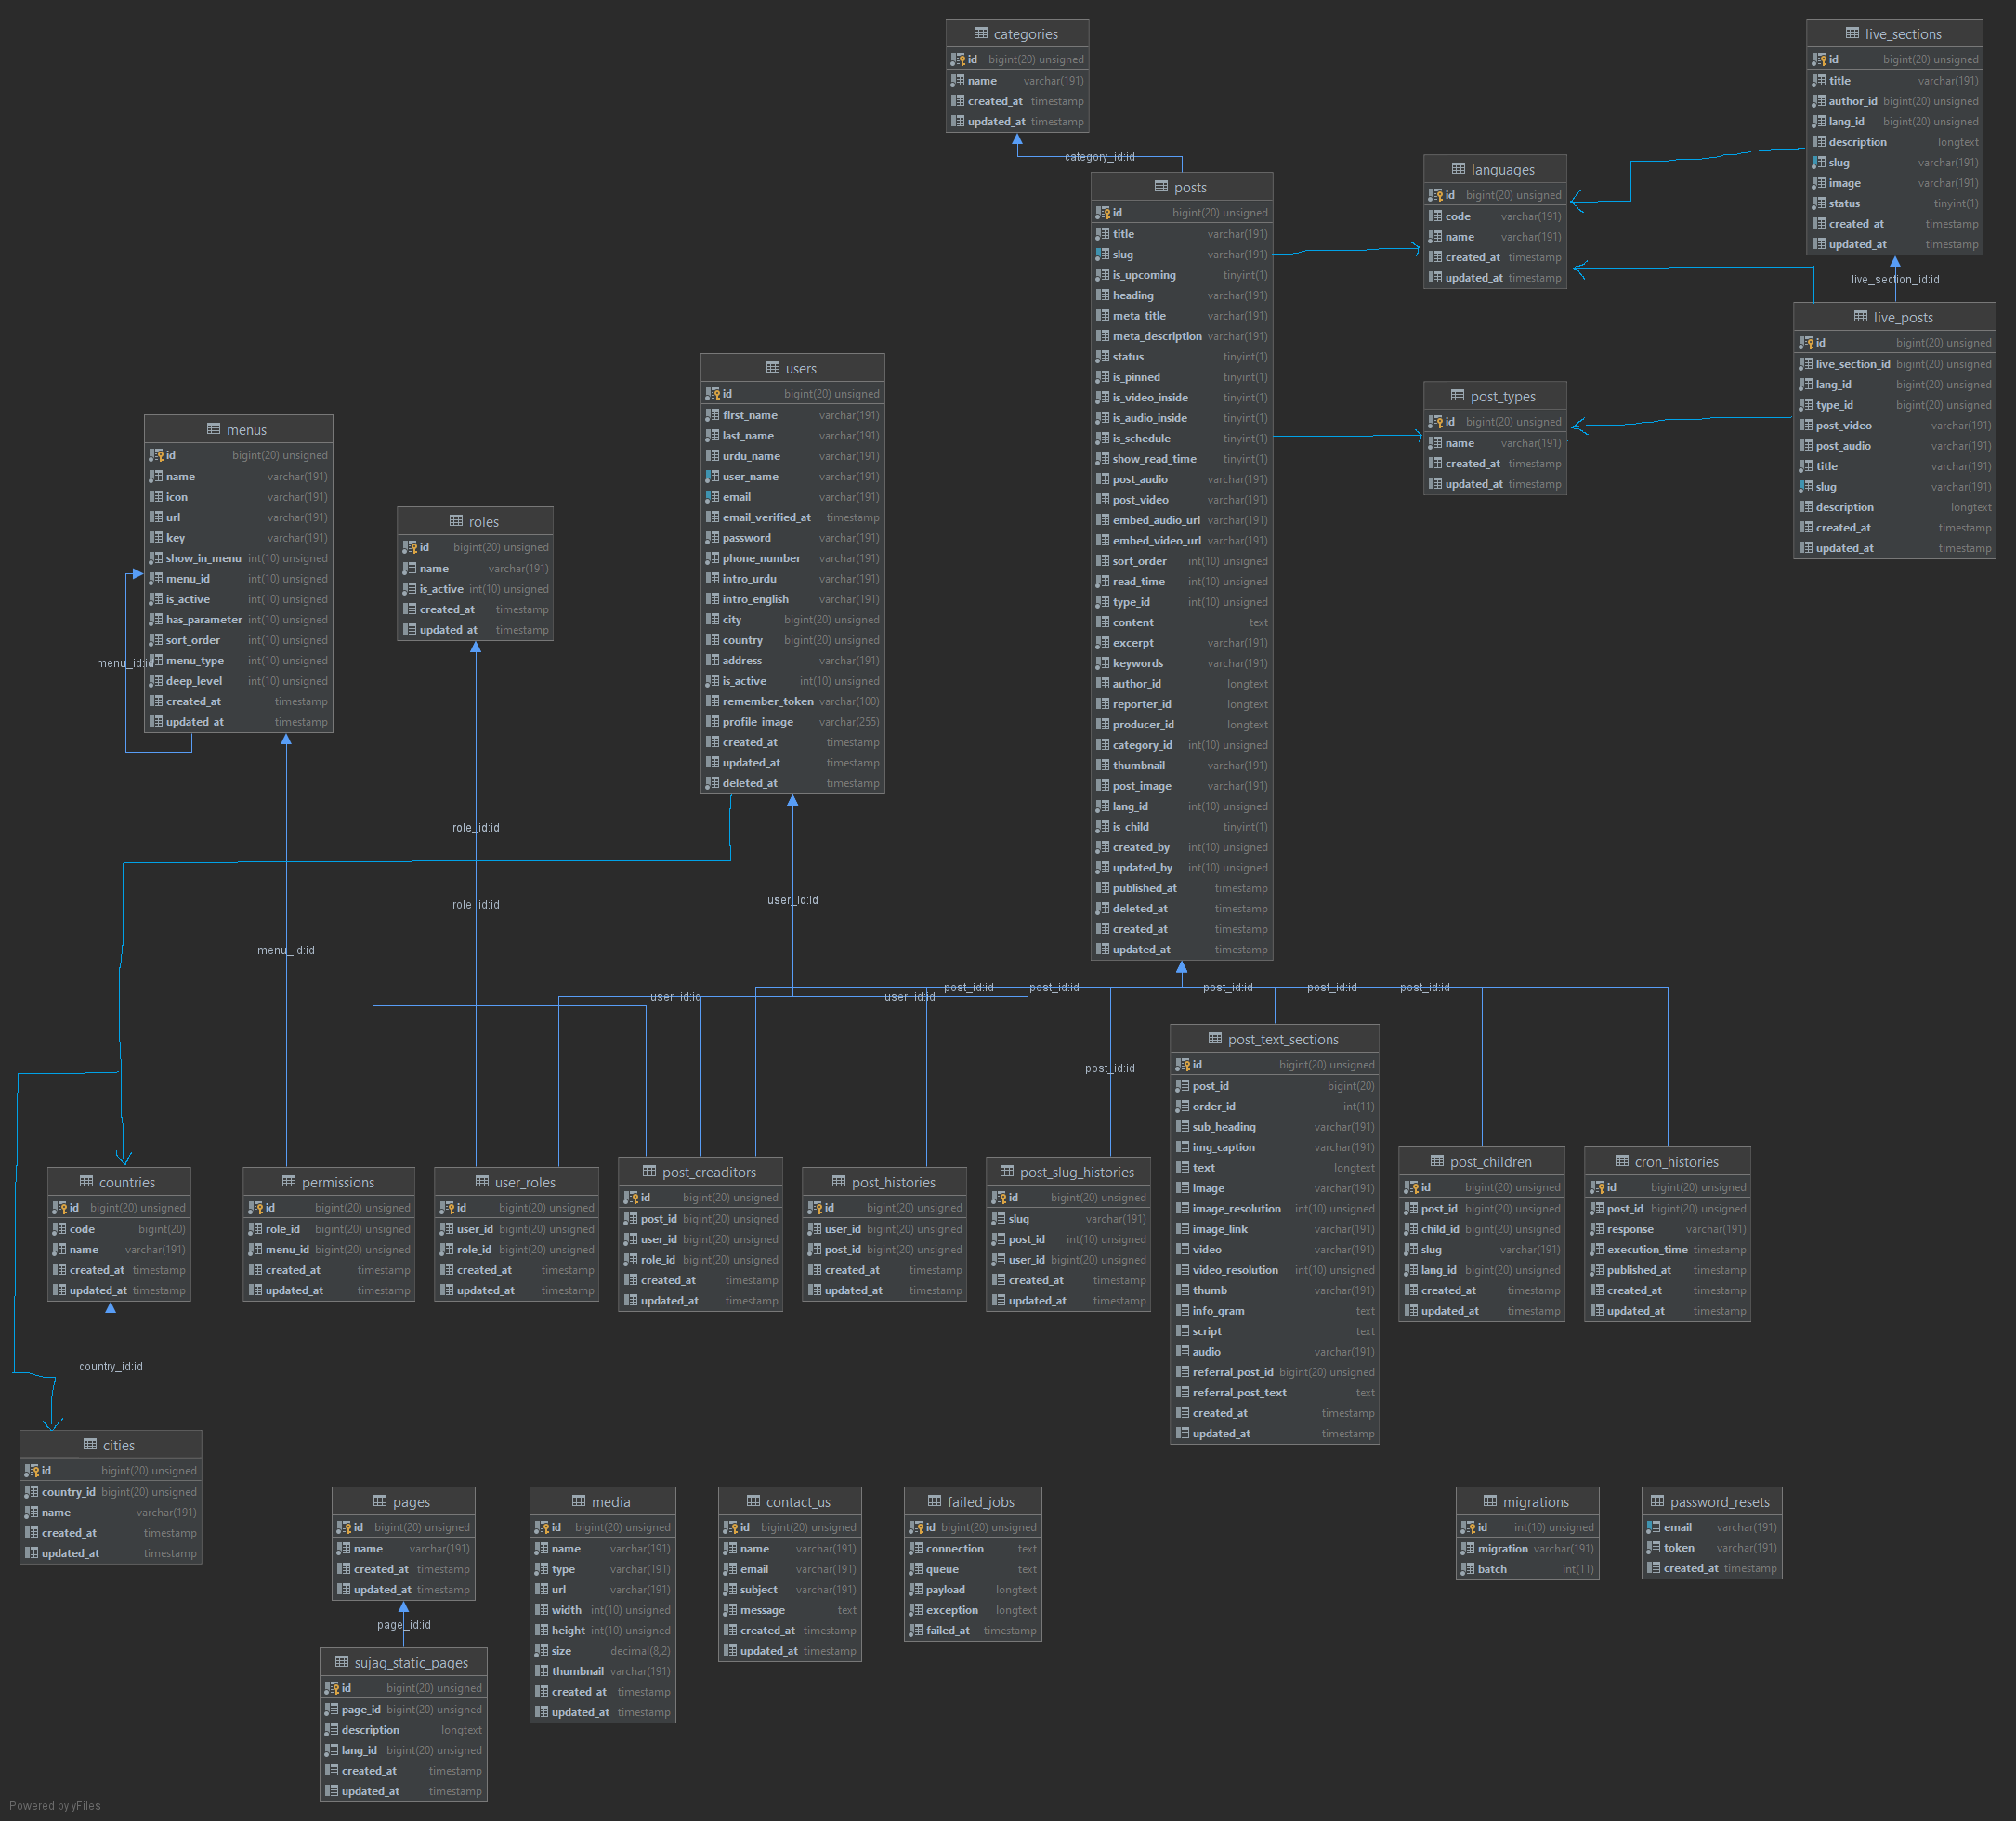 categories
id bigint(20) unsigned
name varchar(191)
created_at timestamp
updated_at timestamp
category_id:id
live_sections
id bigint(20) unsigned
title varchar(191)
author_id bigint(20) unsigned
lang_id bigint(20) unsigned
description longtext
slug varchar(191)
image varchar(191)
status tinyint(1)
created_at timestamp
updated_at timestamp
live_section_id:id
languages
id bigint(20) unsigned
code varchar(191)
name varchar(191)
created_at timestamp
updated_at timestamp
posts
id bigint(20) unsigned
title varchar(191)
slug varchar(191)
is_upcoming tinyint(1)
heading varchar(191)
meta_title varchar(191)
meta_description varchar(191)
status tinyint(1)
is_pinned tinyint(1)
is_video_inside tinyint(1)
is_audio_inside tinyint(1)
is_schedule tinyint(1)
show_read_time tinyint(1)
post_audio varchar(191)
post_video varchar(191)
embed_audio_url varchar(191)
embed_video_url varchar(191)
sort_order int(10) unsigned
read_time int(10) unsigned
type_id int(10) unsigned
content text
excerpt varchar(191)
keywords varchar(191)
author_id longtext
reporter_id longtext
producer_id longtext
category_id int(10) unsigned
thumbnail varchar(191)
post_image varchar(191)
lang_id int(10) unsigned
is_child tinyint(1)
created_by int(10) unsigned
updated_by int(10) unsigned
published_at timestamp
deleted_at timestamp
created_at timestamp
updated_at timestamp
live_posts
id bigint(20) unsigned
live_section_id bigint(20) unsigned
lang_id bigint(20) unsigned
type_id bigint(20) unsigned
post_video varchar(191)
post_audio varchar(191)
title varchar(191)
slug varchar(191)
description longtext
created_at timestamp
updated_at timestamp
post_types
id bigint(20) unsigned
name varchar(191)
created_at timestamp
updated_at timestamp
users
id bigint(20) unsigned
first_name varchar(191)
last_name varchar(191)
urdu_name varchar(191)
user_name varchar(191)
email varchar(191)
email_verified_at timestamp
password varchar(191)
phone_number varchar(191)
intro_urdu varchar(191)
intro_english varchar(191)
city bigint(20) unsigned
country bigint(20) unsigned
address varchar(191)
is_active int(10) unsigned
remember_token varchar(100)
profile_image varchar(255)
created_at timestamp
updated_at timestamp
deleted_at timestamp
menus
id bigint(20) unsigned
name varchar(191)
icon varchar(191)
url varchar(191)
key varchar(191)
show_in_menu int(10) unsigned
menu_id int(10) unsigned
is_active int(10) unsigned
has_parameter int(10) unsigned
sort_order int(10) unsigned
menu_type int(10) unsigned
deep_level int(10) unsigned
created_at timestamp
updated_at timestamp
roles
id bigint(20) unsigned
name varchar(191)
is_active int(10) unsigned
created_at timestamp
updated_at timestamp
role_id:id
role_id:id
user_id:id
menu_id:id
user_id:id
user_id:id
post_id:id
post_id:id
post_id:id
post_id:id
post_id:id
post_id:id
post_text_sections
id bigint(20) unsigned
post_id bigint(20)
order_id int(11)
sub_heading varchar(191)
img_caption varchar(191)
text longtext
image varchar(191)
image_resolution int(10) unsigned
image_link varchar(191)
video varchar(191)
video_resolution int(10) unsigned
thumb varchar(191)
info_gram text
script text
audio varchar(191)
referral_post_id bigint(20) unsigned
referral_post_text text
created_at timestamp
updated_at timestamp
countries
id bigint(20) unsigned
code bigint(20)
name varchar(191)
created_at timestamp
updated_at timestamp
country_id:id
permissions
id bigint(20) unsigned
role_id bigint(20) unsigned
menu_id bigint(20) unsigned
created_at timestamp
updated_at timestamp
user_roles
id bigint(20) unsigned
user_id bigint(20) unsigned
role_id bigint(20) unsigned
created_at timestamp
updated_at timestamp
post_creaditors
id bigint(20) unsigned
post_id bigint(20) unsigned
user_id bigint(20) unsigned
role_id bigint(20) unsigned
created_at timestamp
updated_at timestamp
post_histories
id bigint(20) unsigned
user_id bigint(20) unsigned
post_id bigint(20) unsigned
created_at timestamp
updated_at timestamp
post_slug_histories
id bigint(20) unsigned
slug varchar(191)
post_id int(10) unsigned
user_id bigint(20) unsigned
created_at timestamp
updated_at timestamp
post_children
id bigint(20) unsigned
post_id bigint(20) unsigned
child_id bigint(20) unsigned
slug varchar(191)
lang_id bigint(20) unsigned
created_at timestamp
updated_at timestamp
cron_histories
id bigint(20) unsigned
post_id bigint(20) unsigned
response varchar(191)
execution_time timestamp
published_at timestamp
created_at timestamp
updated_at timestamp
cities
id bigint(20) unsigned
country_id bigint(20) unsigned
name varchar(191)
created_at timestamp
updated_at timestamp
pages
id bigint(20) unsigned
name varchar(191)
created_at timestamp
updated_at timestamp
page_id:id
sujag_static_pages
id bigint(20) unsigned
page_id bigint(20) unsigned
description longtext
lang_id bigint(20) unsigned
created_at timestamp
updated_at timestamp
media
id bigint(20) unsigned
name varchar(191)
type varchar(191)
url varchar(191)
width int(10) unsigned
height int(10) unsigned
size decimal(8,2)
thumbnail varchar(191)
created_at timestamp
updated_at timestamp
contact_us
id bigint(20) unsigned
name varchar(191)
email varchar(191)
subject varchar(191)
message text
created_at timestamp
updated_at timestamp
failed_jobs
id bigint(20) unsigned
connection text
queue text
payload longtext
exception longtext
failed_at timestamp
migrations
id int(10) unsigned
migration varchar(191)
batch int(11)
password_resets
email varchar(191)
token varchar(191)
created_at timestamp
Powered by yFiles